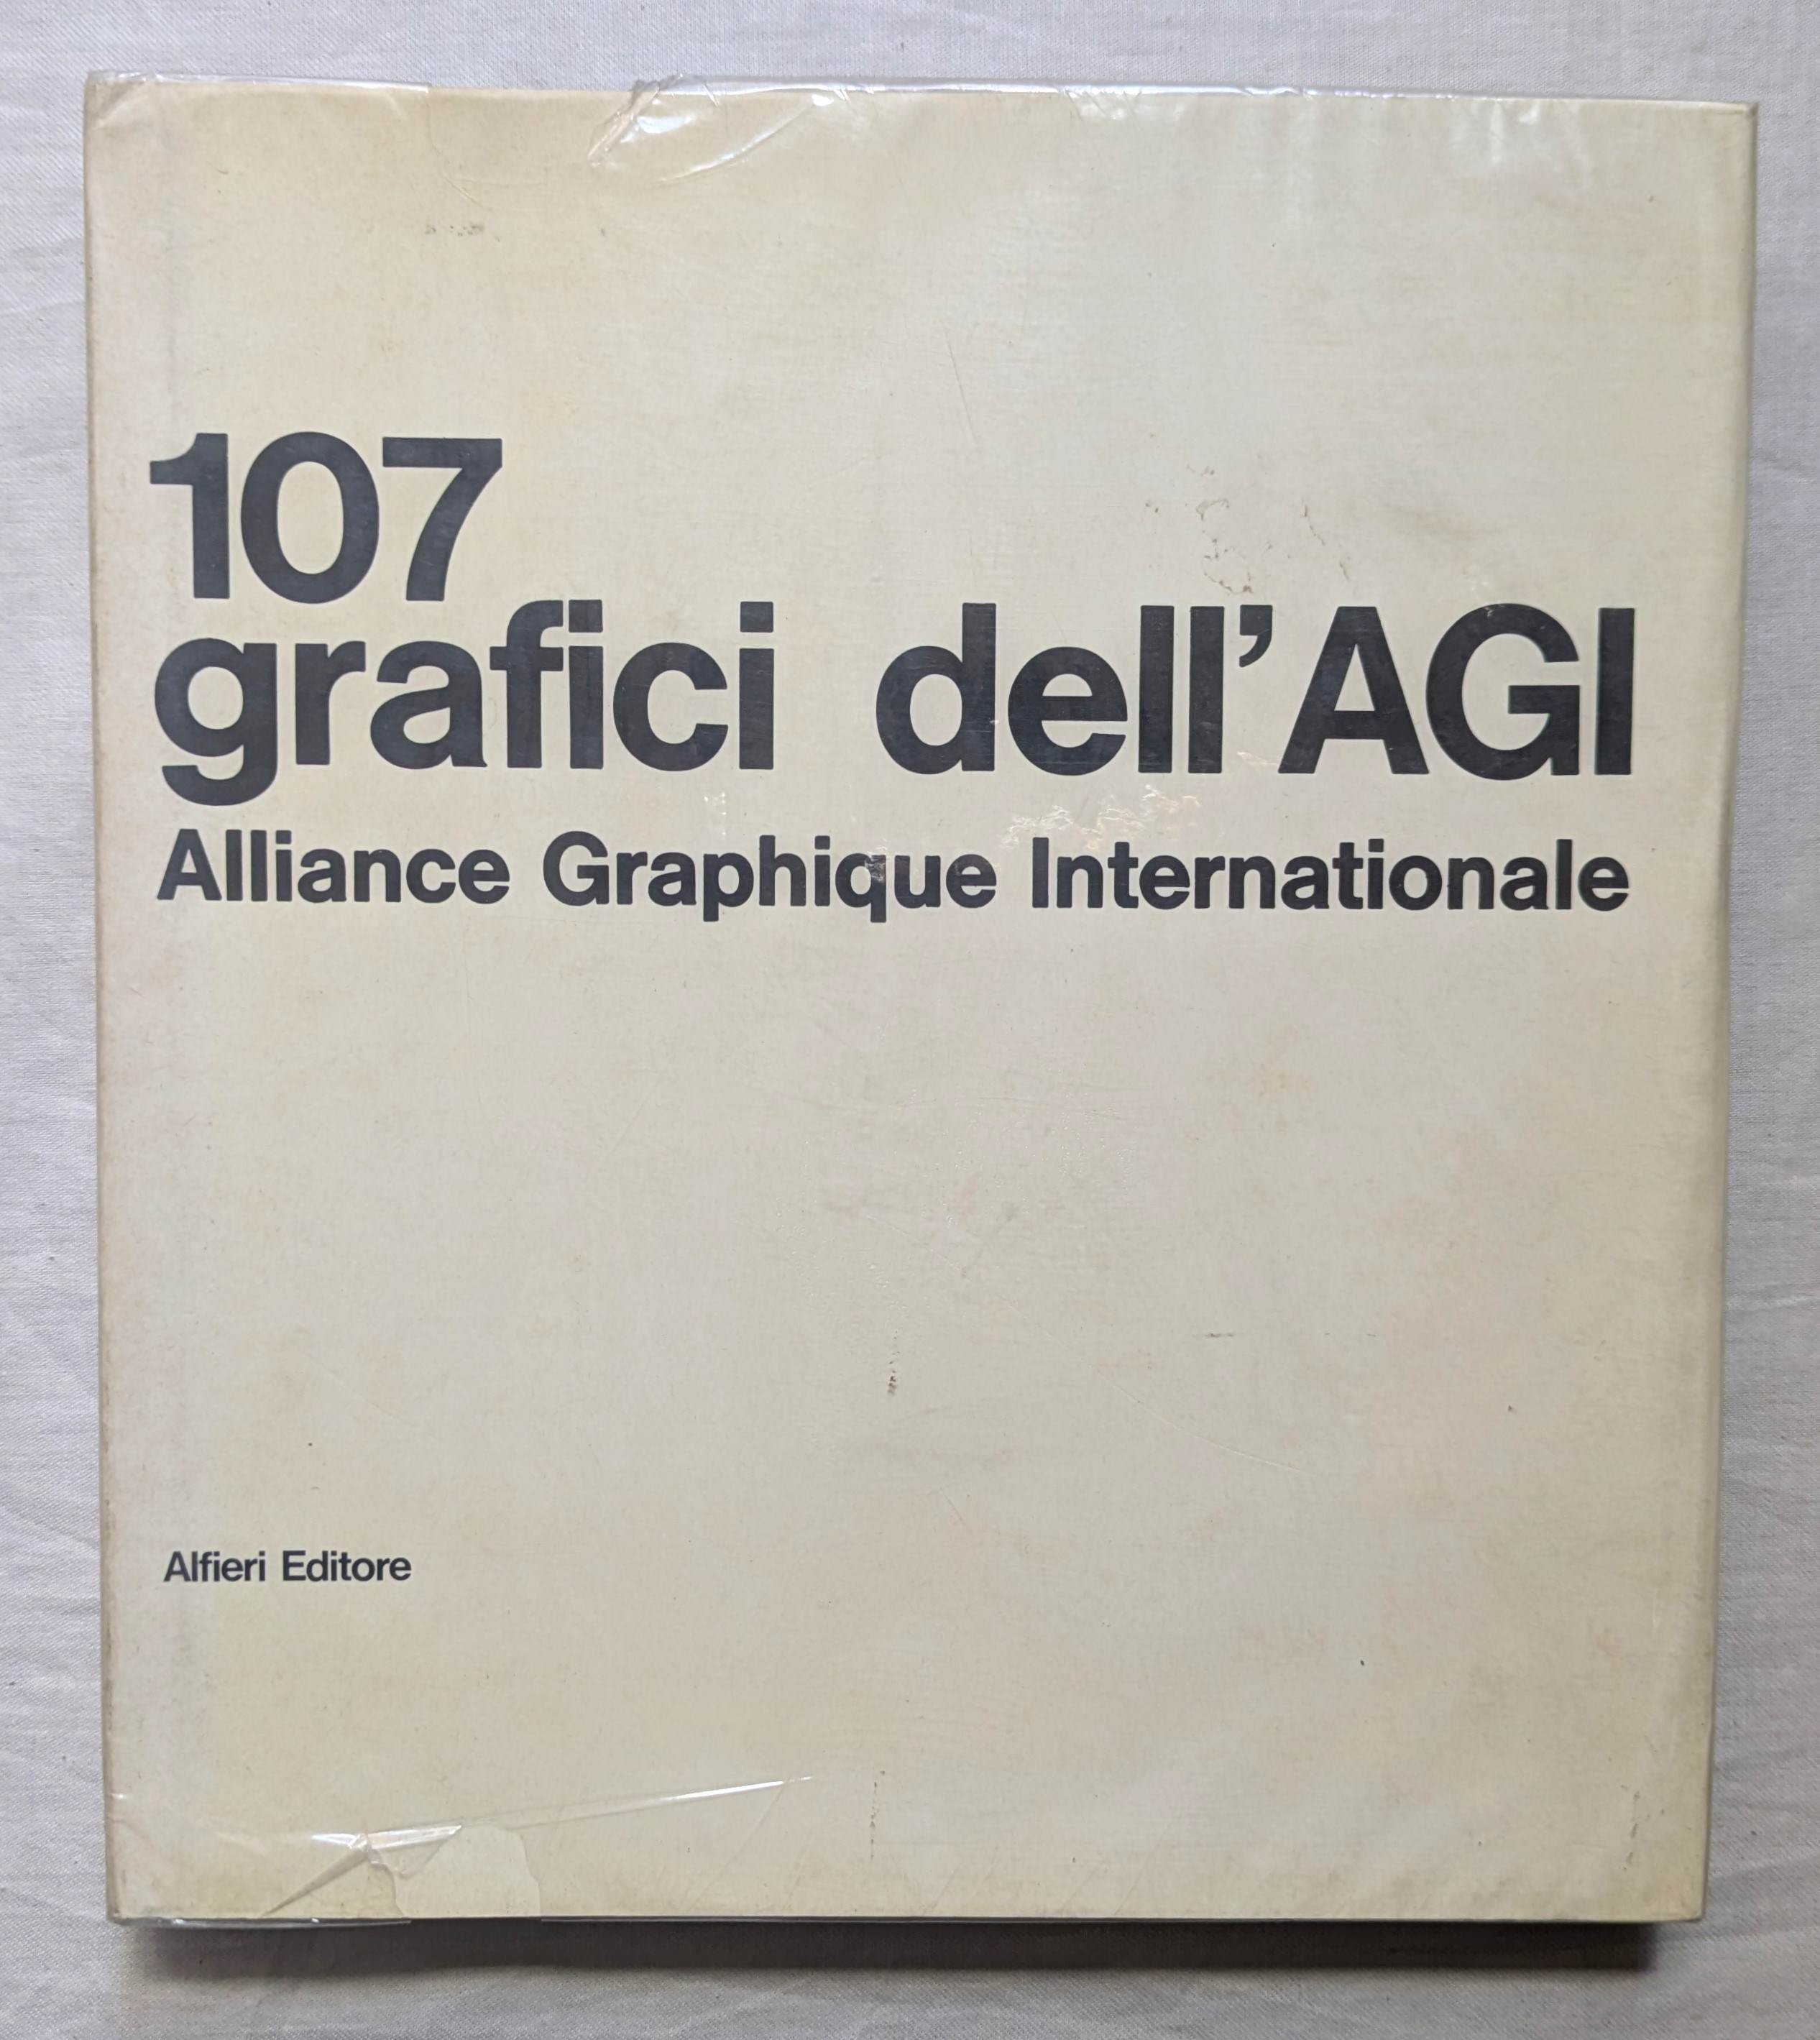 107
grafici dell’AGI
Alliance Graphique Internationale
Alfieri Editore